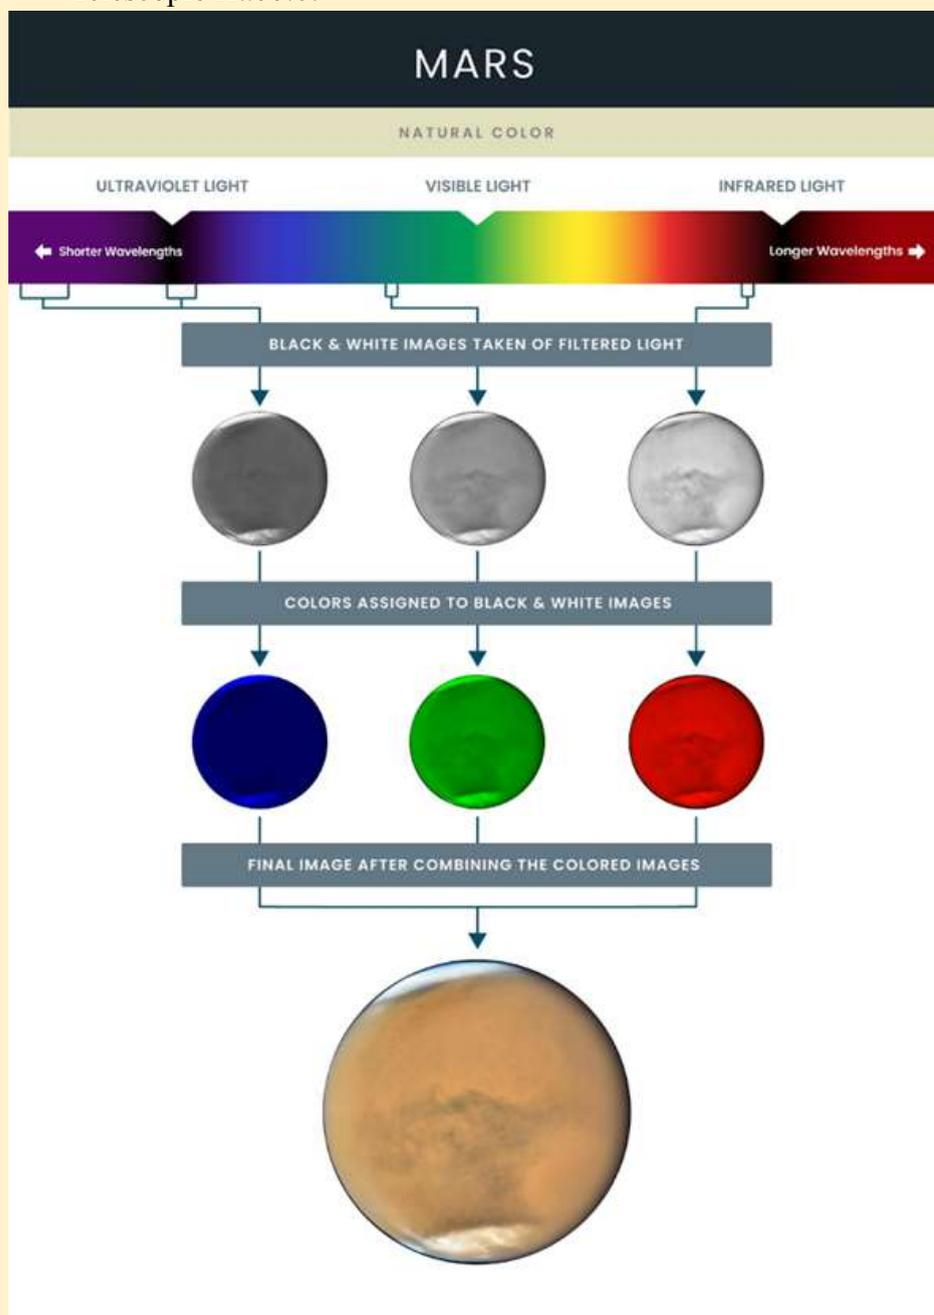 MARS
NATURAL COLOR
ULTRAVIOLET LIGHT VISIBLE LIGHT INFRARED LIGHT
Shorter Wavelengths Longer Wavelengths
BLACK & WHITE IMAGES TAKEN OF FILTERED LIGHT
COLORS ASSIGNED TO BLACK & WHITE IMAGES
FINAL IMAGE AFTER COMBINING THE COLORED IMAGES